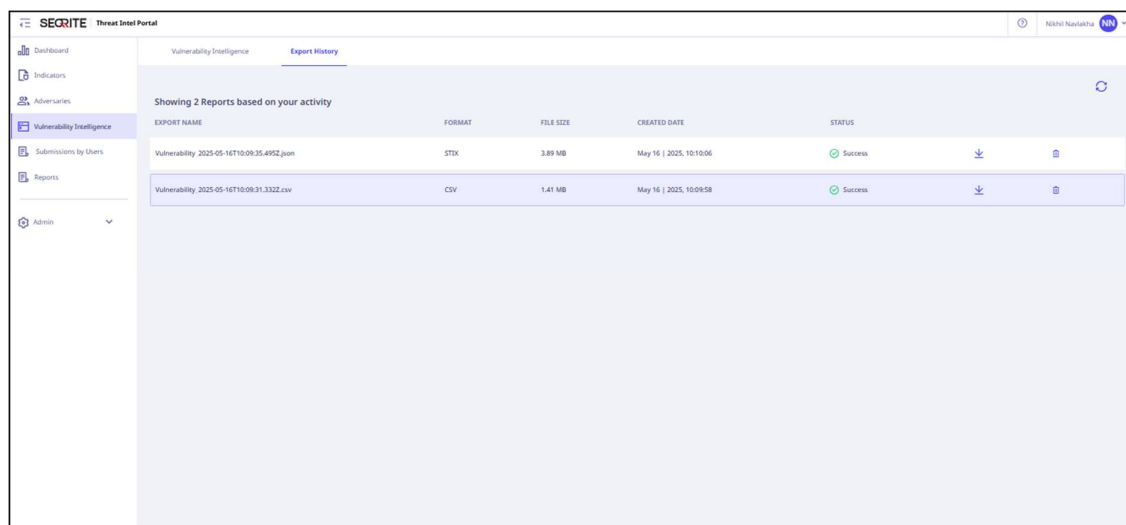 SEQRITE Threat Intel Portal
Nikhil Navlakha NN
Dashboard
Indicators
Adversaries
Vulnerability Intelligence
Submissions by Users
Reports
Admin
Vulnerability Intelligence Export History
Showing 2 Reports based on your activity
EXPORT NAME FORMAT FILE SIZE CREATED DATE STATUS
Vulnerability_2025-05-16T10:09:35.495Z.json STIX 3.89 MB May 16 | 2025, 10:10:06 Success
Vulnerability_2025-05-16T10:09:31.332Z.csv CSV 1.41 MB May 16 | 2025, 10:09:58 Success